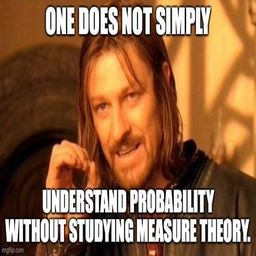 ONE DOES NOT SIMPLY
UNDERSTAND PROBABILITY
WITHOUT STUDYING MEASURE THEORY.
imgflip.com